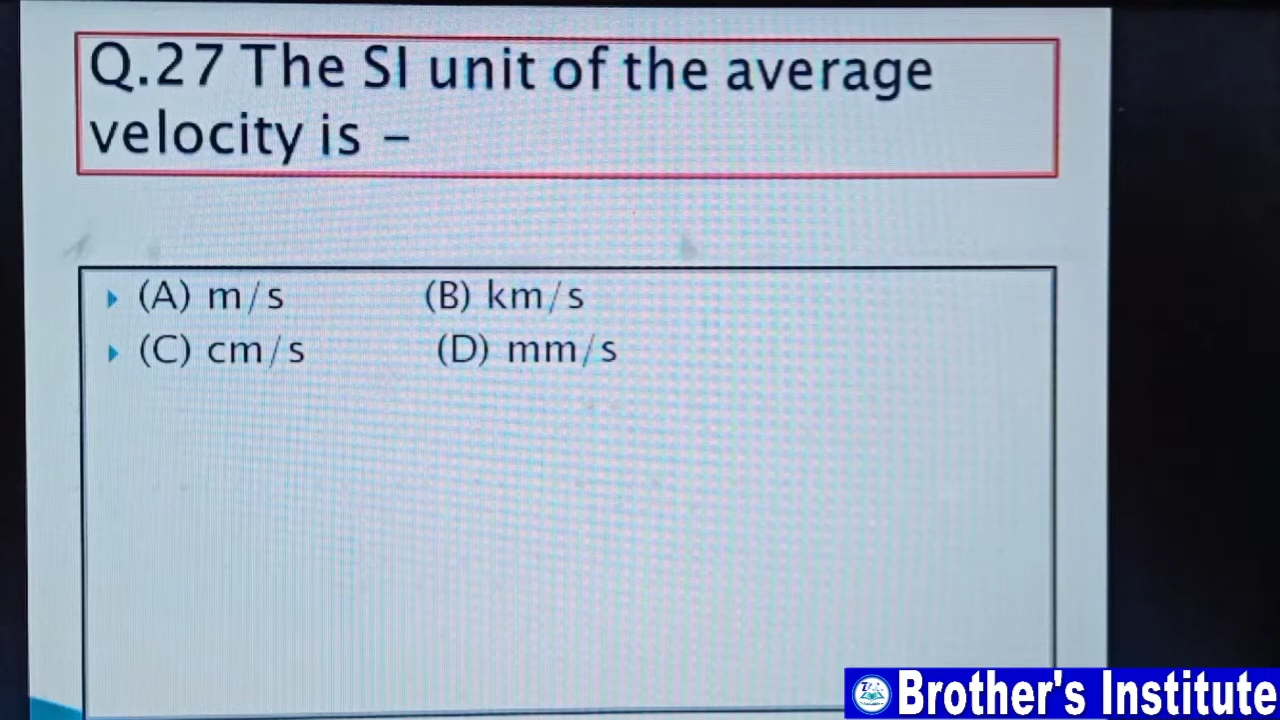 Q.27 The SI unit of the average
velocity is –
(A) m/s (B) km/s
(C) cm/s (D) mm/s
Brother's Institute